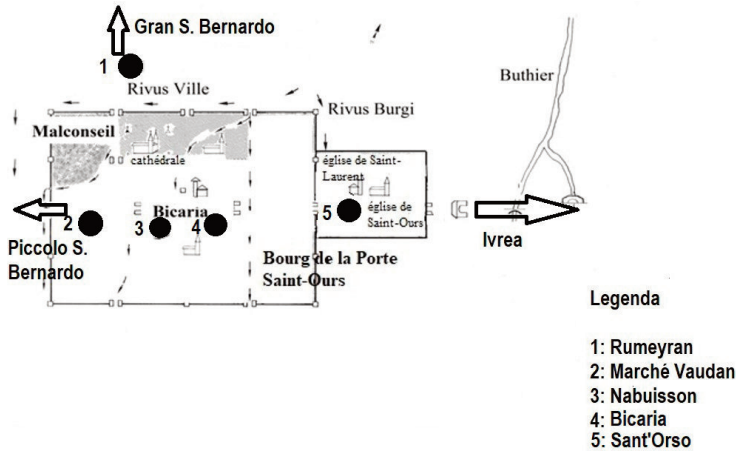 Gran S. Bernardo
1
Rivus Ville
Buthier
Rivus Burgi
Malconseil
cathédrale
église de Saint-
Laurent
Bicaria
5
église de
Saint-Ours
2
3
4
Piccolo S.
Bernardo
Ivrea
Bourg de la Porte
Saint-Ours
Legenda
1: Rumeyran
2: Marché Vaudan
3: Nabuisson
4: Bicaria
5: Sant'Orso